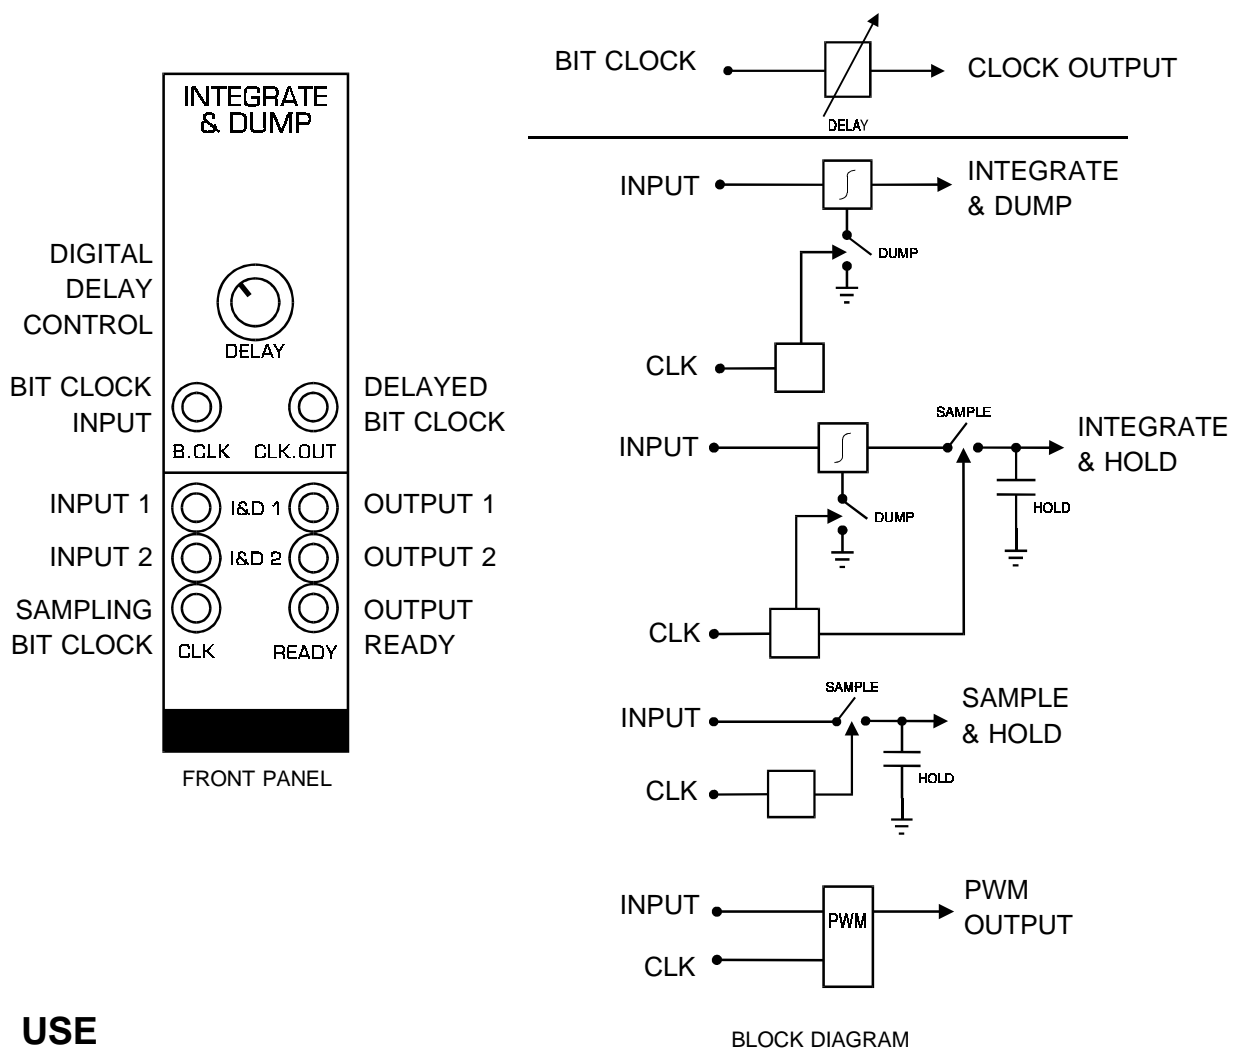 INTEGRATE
& DUMP
DIGITAL
DELAY
CONTROL
DELAY
BIT CLOCK
INPUT
DELAYED
BIT CLOCK
B.CLK CLK.OUT
INPUT 1 I&D 1 OUTPUT 1
INPUT 2 I&D 2 OUTPUT 2
SAMPLING
BIT CLOCK
OUTPUT
READY
CLK READY
FRONT PANEL
BIT CLOCK CLOCK OUTPUT
DELAY
INPUT
INTEGRATE
& DUMP
DUMP
CLK
SAMPLE
INPUT
INTEGRATE
& HOLD
HOLD
DUMP
CLK
SAMPLE
INPUT
SAMPLE
& HOLD
HOLD
CLK
INPUT
PWM
PWM
OUTPUT
CLK
USE
BLOCK DIAGRAM